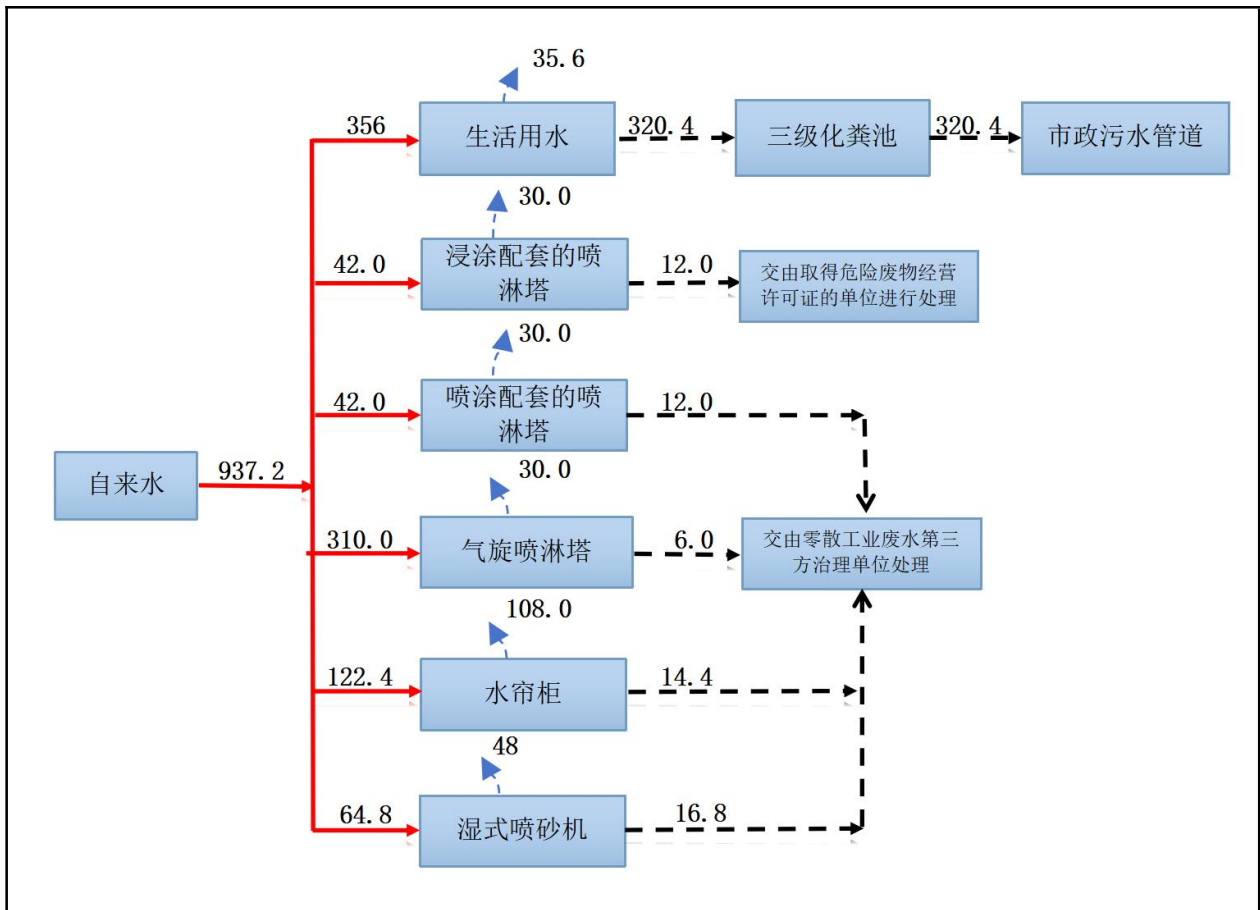 35.6
356
生活用水
320.4
三级化粪池
320.4
市政污水管道
30.0
42.0
浸涂配套的喷
淋塔
12.0
交由取得危险废物经营
许可证的单位进行处理
30.0
42.0
喷涂配套的喷
淋塔
12.0
自来水
937.2
30.0
310.0
气旋喷淋塔
6.0
交由零散工业废水第三
方治理单位处理
108.0
122.4
水帘柜
14.4
48
64.8
湿式喷砂机
16.8